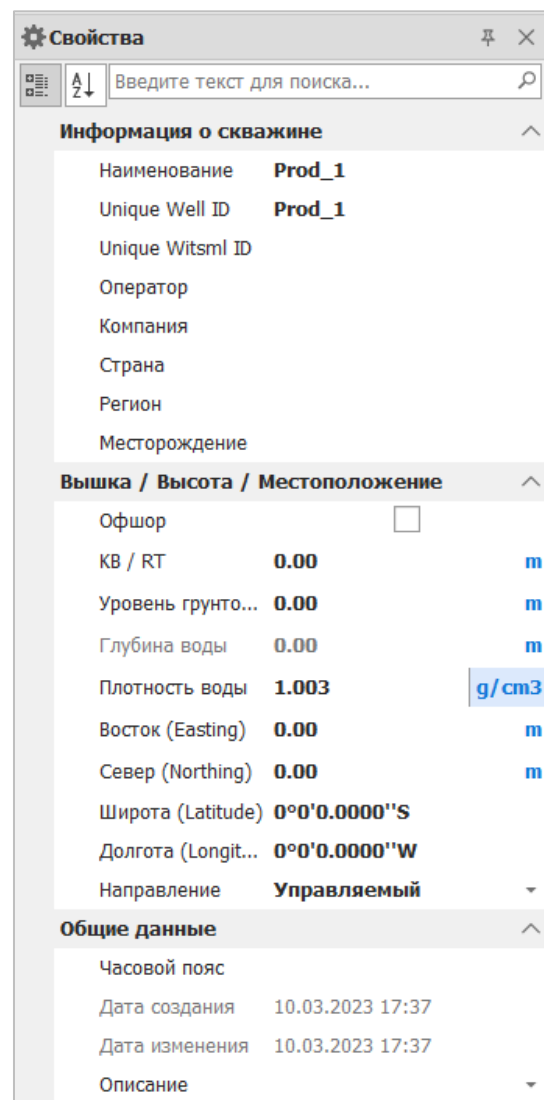 Свойства
Введите текст для поиска...
Информация о скважине
Наименование Prod_1
Unique Well ID Prod_1
Unique Witsml ID
Оператор
Компания
Страна
Регион
Месторождение
Вышка / Высота / Местоположение
Офшор
KB / RT 0.00 m
Уровень грунто... 0.00 m
Глубина воды 0.00 m
Плотность воды 1.003 g/cm3
Восток (Easting) 0.00 m
Север (Northing) 0.00 m
Широта (Latitude) 0°0'0.0000''S
Долгота (Longit... 0°0'0.0000''W
Направление Управляемый
Общие данные
Часовой пояс
Дата создания 10.03.2023 17:37
Дата изменения 10.03.2023 17:37
Описание